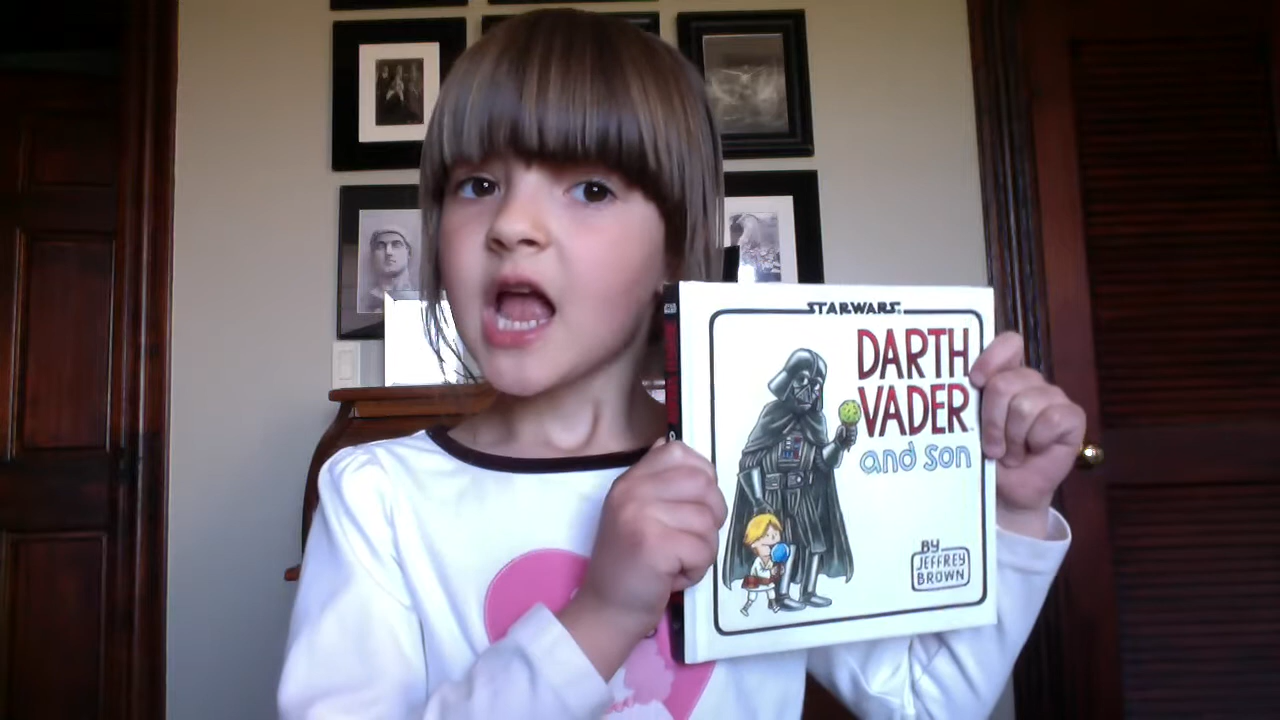 STAR WARS
DARTH
VADER
and son
BY
JEFFREY
BROWN